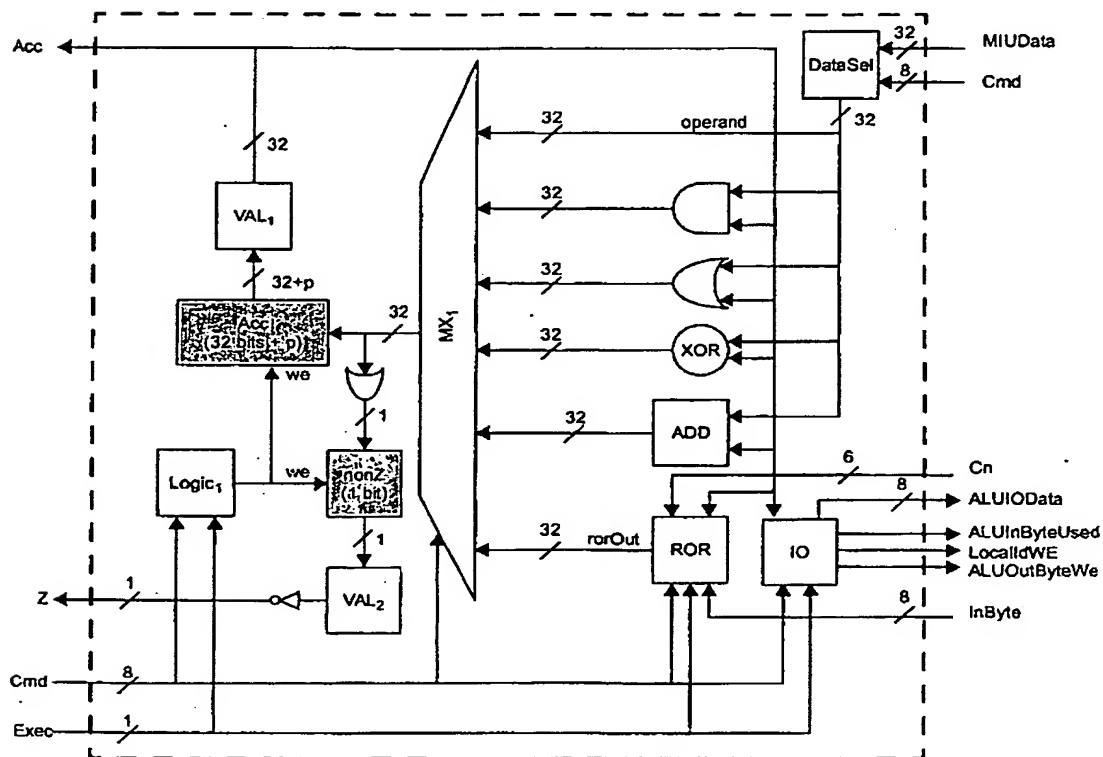 Acc
32
MIUData
DataSel
8
Cmd
32
32
operand
32
VAL₁
32
32+p
32
Acc
(32 bits + p)
32
MX₁
32
XOR
we
1
32
ADD
Logic₁
we
nonZ
(1 bit)
6
Cn
8
ALUIOData
1
32
rorOut
ROR
IO
ALUInByteUsed
LocalIdWE
ALUOutByteWe
Z
1
VAL₂
8
InByte
Cmd
8
Exec
1